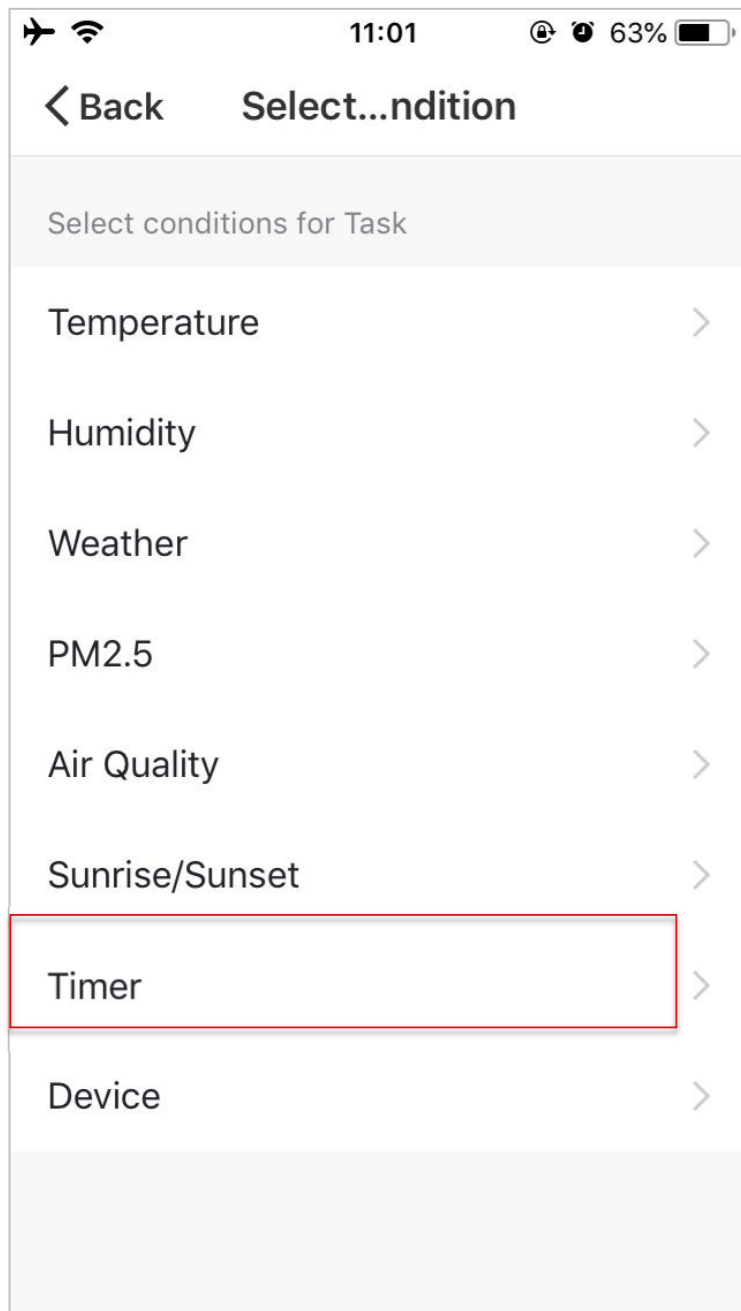 11:01 63%
Back Select...ndition
Select conditions for Task
Temperature
Humidity
Weather
PM2.5
Air Quality
Sunrise/Sunset
Timer
Device